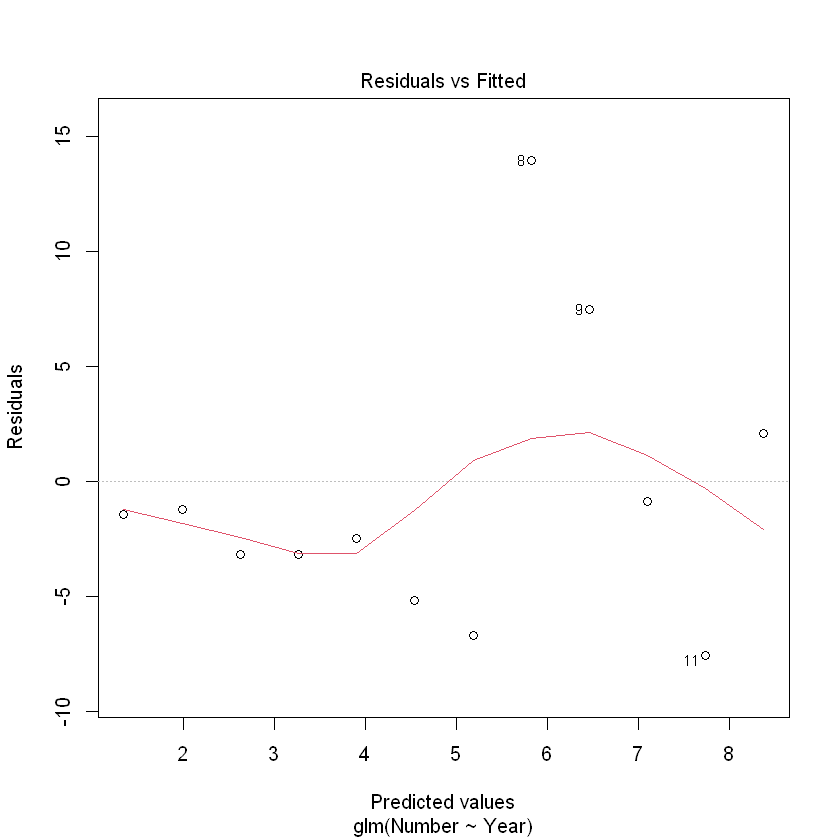 Residuals vs Fitted
15
10
5
0
-5
-10
Residuals
8
9
11
2 3 4 5 6 7 8
Predicted values
glm(Number ~ Year)